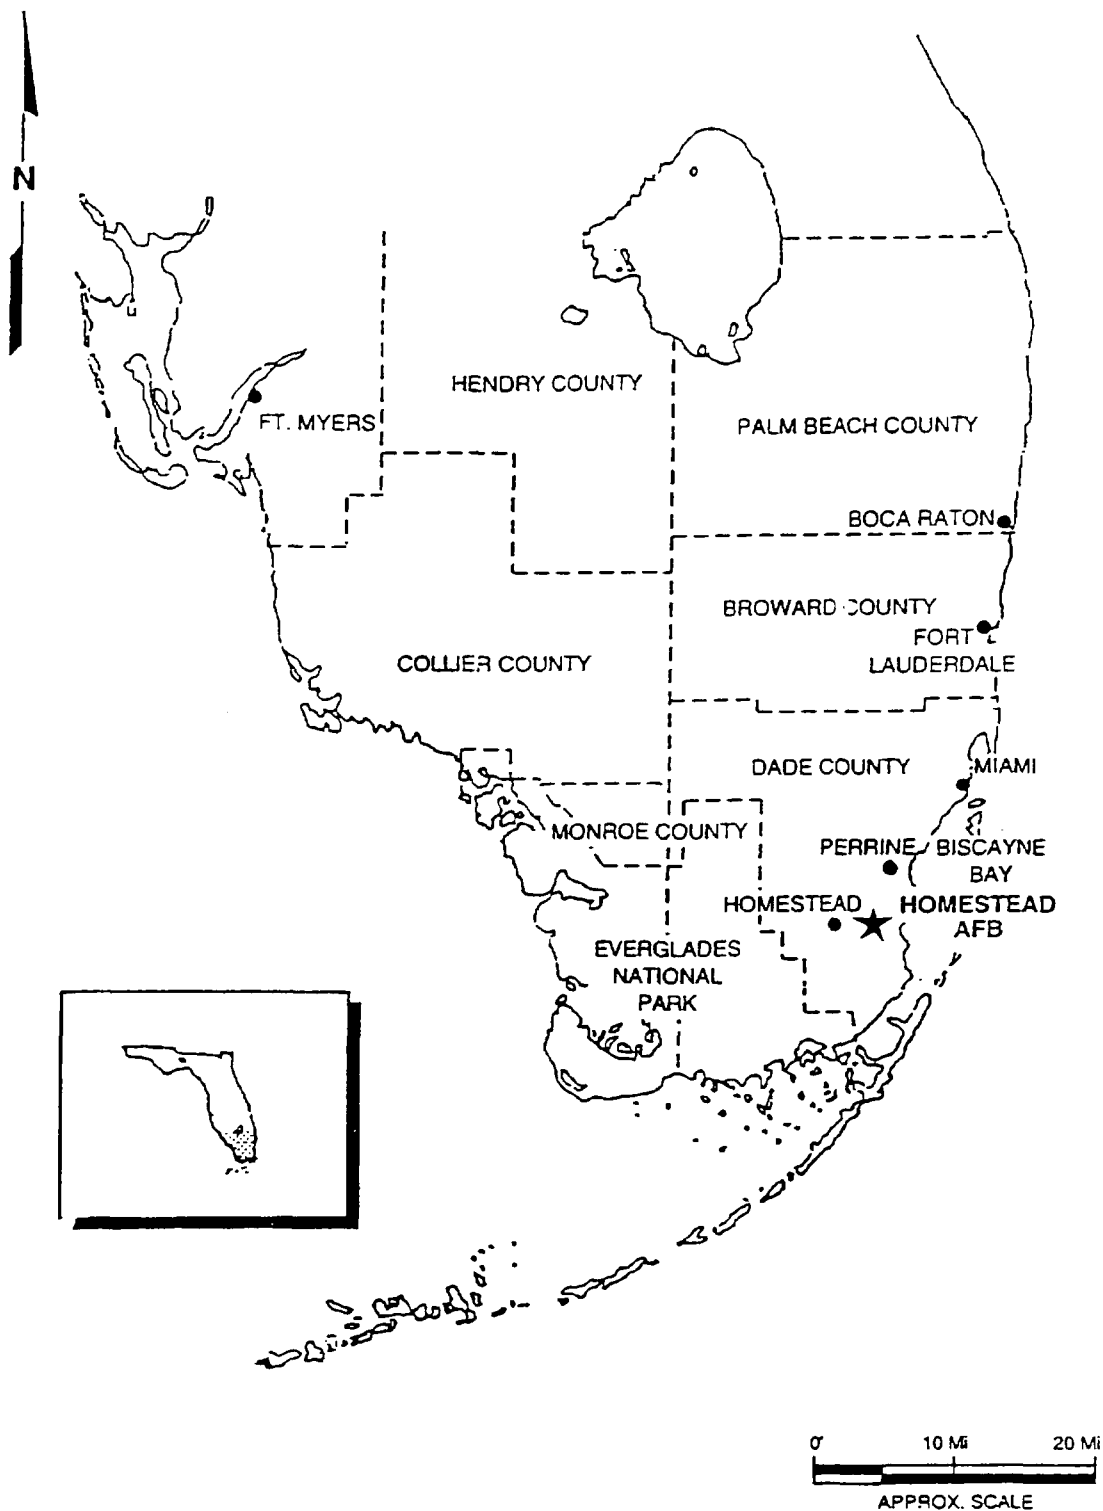 N
HENDRY COUNTY
FT. MYERS
PALM BEACH COUNTY
BOCA RATON
BROWARD COUNTY
FORT
LAUDERDALE
COLLIER COUNTY
DADE COUNTY
MIAMI
MONROE COUNTY
PERRINE
BISCAYNE
BAY
HOMESTEAD
HOMESTEAD
AFB
EVERGLADES
NATIONAL
PARK
0 10 Mi 20 Mi
APPROX. SCALE